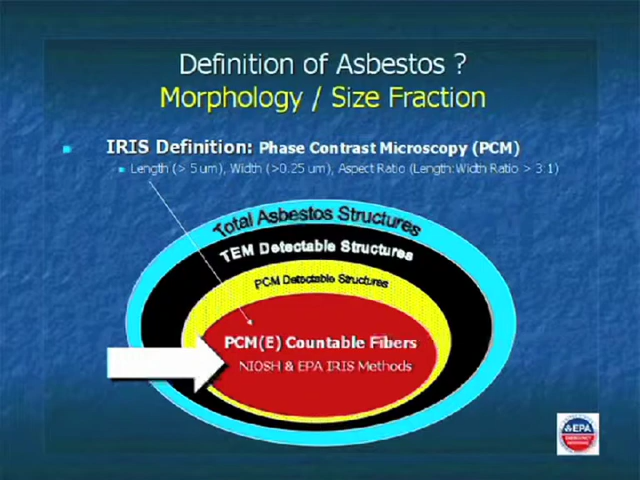 Definition of Asbestos ?
Morphology / Size Fraction
IRIS Definition: Phase Contrast Microscopy (PCM)
Length (> 5 um), Width (>0.25 um), Aspect Ratio (Length:Width Ratio > 3:1)
Total Asbestos Structures
TEM Detectable Structures
PCM Detectable Structures
PCM(E) Countable Fibers
NIOSH & EPA IRIS Methods
EPA